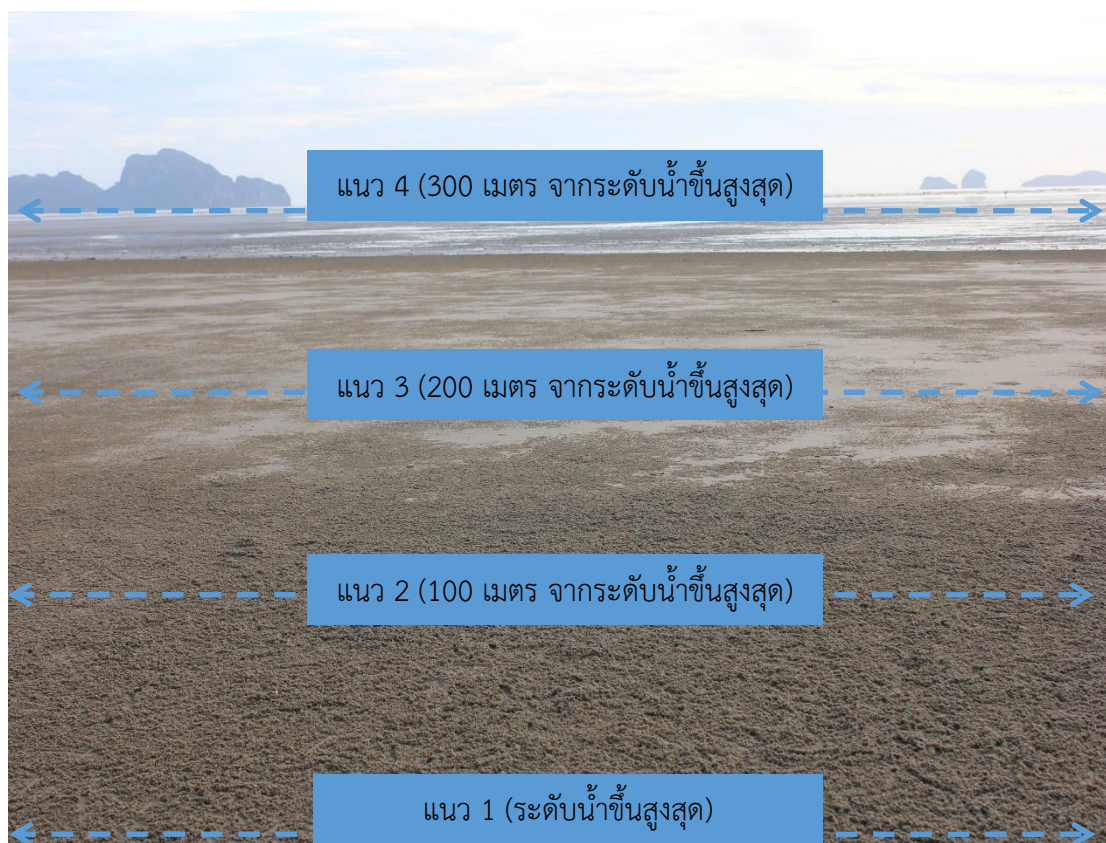 แนว 4 (300 เมตร จากระดับน้ำขึ้นสูงสุด)
แนว 3 (200 เมตร จากระดับน้ำขึ้นสูงสุด)
แนว 2 (100 เมตร จากระดับน้ำขึ้นสูงสุด)
แนว 1 (ระดับน้ำขึ้นสูงสุด)